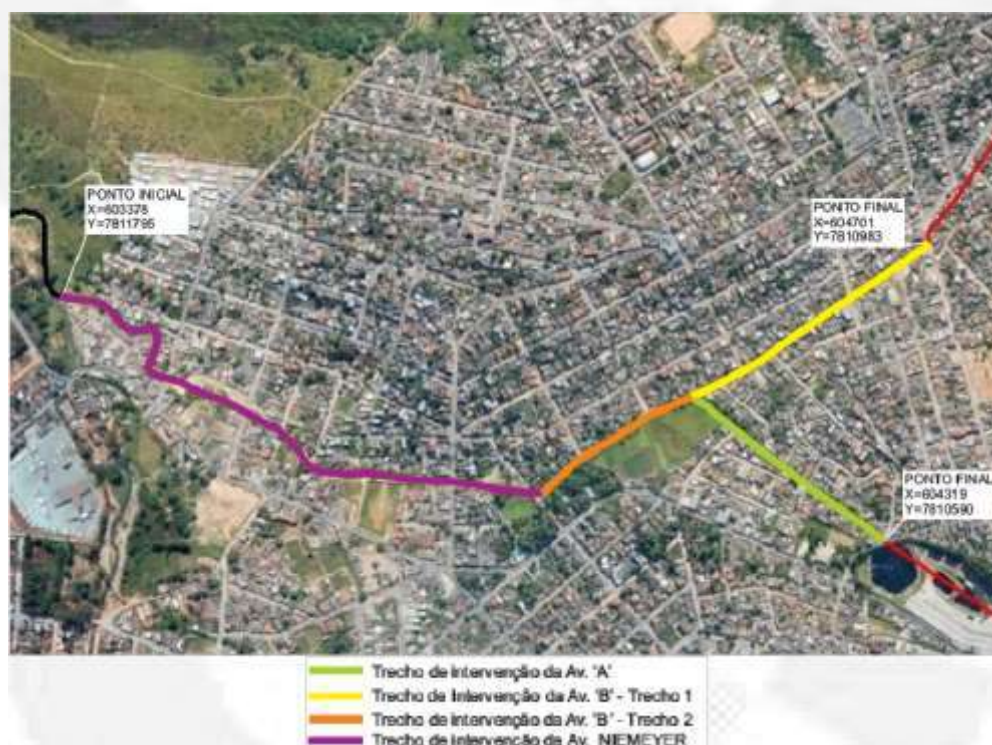 PONTO INICIAL
X=603378
Y=7811795
PONTO FINAL
X=604701
Y=7810983
PONTO FINAL
X=604319
Y=7810590
Trecho de intervenção da Av. 'A'
Trecho de Intervenção da Av. 'B' - Trecho 1
Trecho de intervenção da Av. 'B' - Trecho 2
Trecho de intervenção da Av. NIEMEYER